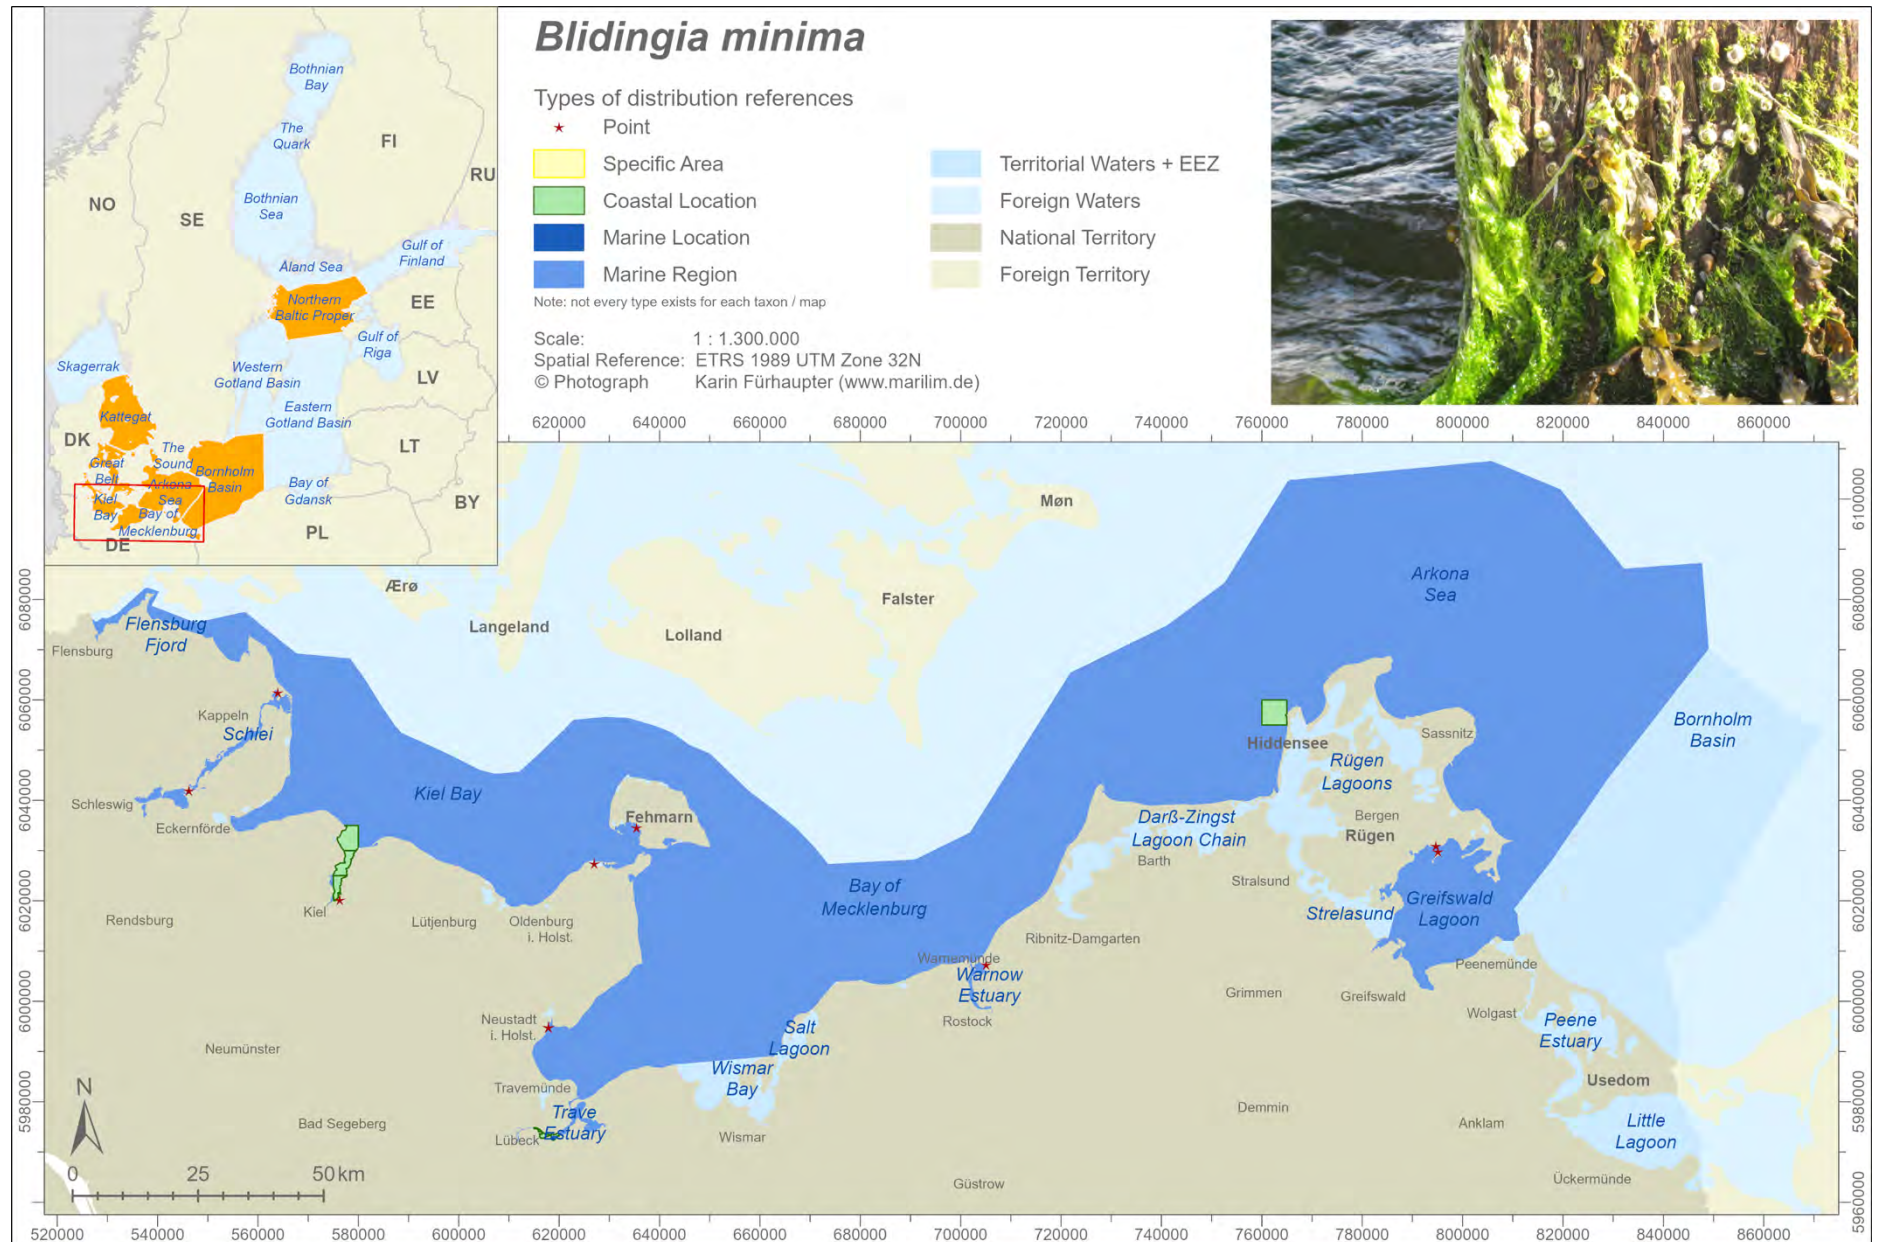 Blidingia minima
Types of distribution references
Point
Specific Area
Coastal Location
Marine Location
Marine Region
Territorial Waters + EEZ
Foreign Waters
National Territory
Foreign Territory
Note: not every type exists for each taxon / map
Scale: 1 : 1.300.000
Spatial Reference: ETRS 1989 UTM Zone 32N
© Photograph Karin Fürhaupter (www.marilim.de)
Bothnian
Bay
The
Quark
FI
RU
NO
SE
Bothnian
Sea
Gulf of
Finland
Åland Sea
Northern
Baltic Proper
EE
Gulf of
Riga
Skagerrak
Western
Gotland Basin
LV
Kattegat
Eastern
Gotland Basin
DK
The
Sound
LT
Great
Belt
Bornholm
Basin
Arkona
Sea
Bay of
Gdansk
Kiel
Bay
BY
Bay of
Mecklenburg
PL
DE
620000 640000 660000 680000 700000 720000 740000 760000 780000 800000 820000 840000 860000
6100000
6080000
6060000
6040000
6020000
6000000
5980000
5960000
6080000
6060000
6040000
6020000
6000000
5980000
5960000
Møn
Ærø
Langeland
Lolland
Falster
Arkona
Sea
Flensburg
Fjord
Flensburg
Kappeln
Schlei
Schleswig
Eckernförde
Kiel Bay
Fehmarn
Hiddensee
Sassnitz
Bornholm
Basin
Rügen
Lagoons
Bergen
Rügen
Darß-Zingst
Lagoon Chain
Barth
Stralsund
Strelasund
Greifswald
Lagoon
Bay of
Mecklenburg
Kiel
Rendsburg
Lütjenburg
Oldenburg
i. Holst.
Ribnitz-Damgarten
Warnemünde
Warnow
Estuary
Rostock
Peenemünde
Greifswald
Grimmen
Wolgast
Peene
Estuary
Usedom
Neustadt
i. Holst.
Neumünster
Salt
Lagoon
Wismar
Bay
Travemünde
Trave
Estuary
Lübeck
Wismar
Bad Segeberg
Demmin
Anklam
Little
Lagoon
Ückermünde
Güstrow
N
0 25 50 km
520000 540000 560000 580000 600000 620000 640000 660000 680000 700000 720000 740000 760000 780000 800000 820000 840000 860000